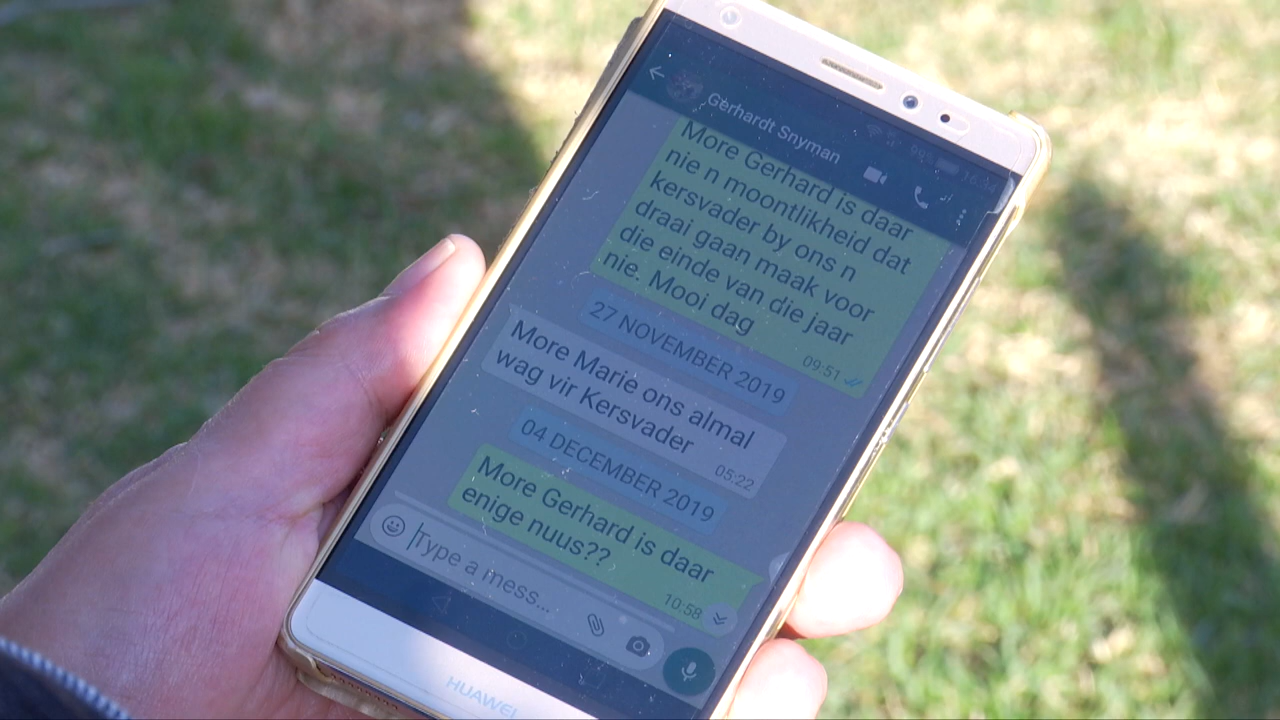 Gerhardt Snyman
More Gerhard is daar
nie n moontlikheid dat
kersvader by ons n
draai gaan maak voor
die einde van die jaar
nie. Mooi dag
09:51
27 NOVEMBER 2019
More Marie ons almal
wag vir Kersvader
05:22
04 DECEMBER 2019
More Gerhard is daar
enige nuus??
10:58
Type a mess...
HUAWEI